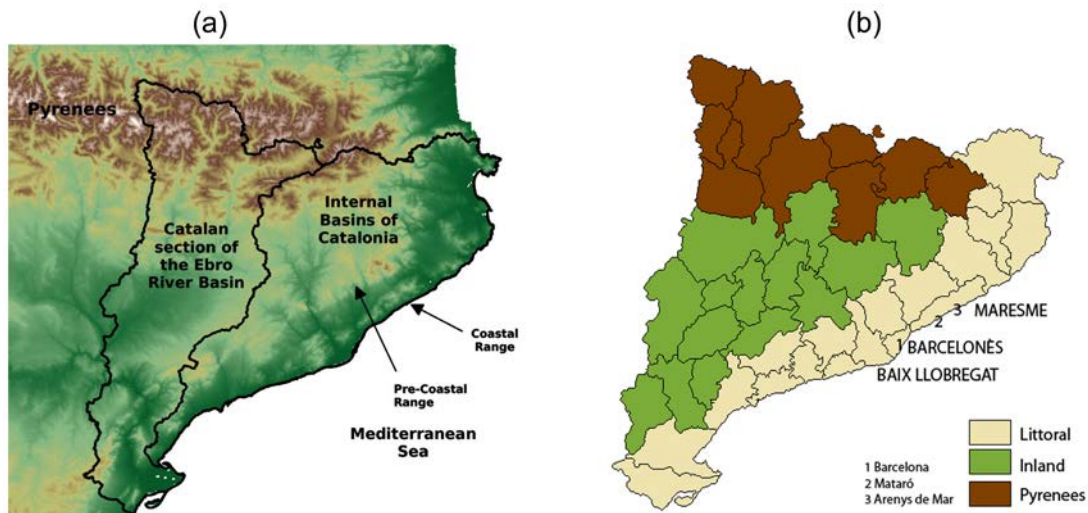 (a)
Pyrenees
Catalan
section of
the Ebro
River Basin
Internal
Basins of
Catalonia
Coastal
Range
Pre-Coastal
Range
Mediterranean
Sea
(b)
3 MARESME
2
1 BARCELONÈS
BAIX LLOBREGAT
1 Barcelona
2 Mataró
3 Arenys de Mar
Littoral
Inland
Pyrenees